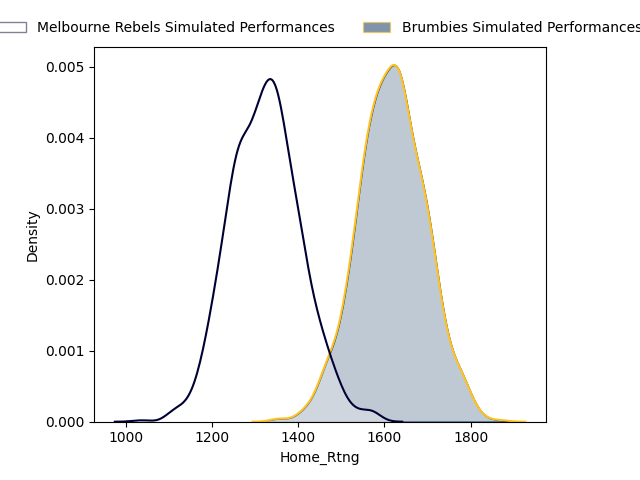 Melbourne Rebels Simulated Performances
Brumbies Simulated Performances
0.005
0.004
0.003
0.002
0.001
0.000
Density
1000 1200 1400 1600 1800
Home_Rtng